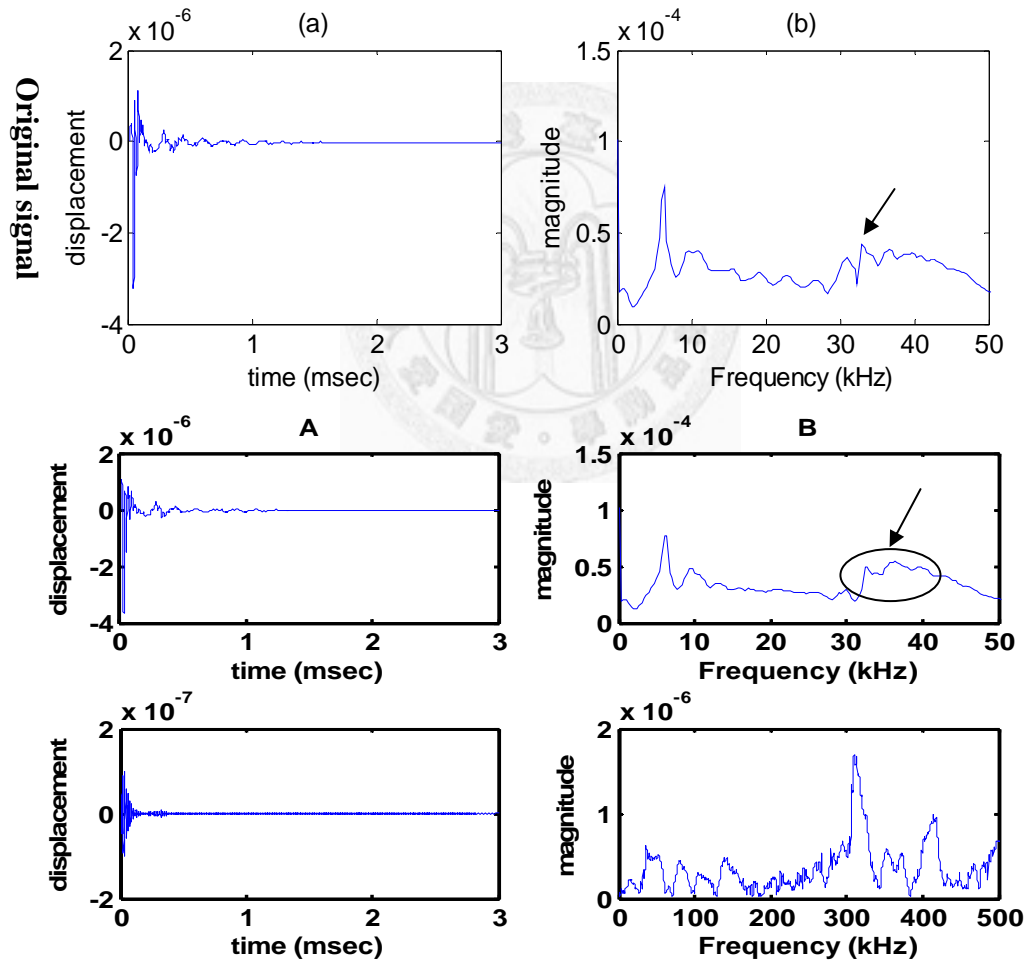 (a)
x 10^-6
2
0
-2
-4
0 1 2 3
displacement
time (msec)
Original signal
(b)
x 10^-4
1.5
1
0.5
0
0 10 20 30 40 50
magnitude
Frequency (kHz)
A
x 10^-6
2
0
-2
-4
0 1 2 3
displacement
time (msec)
B
x 10^-4
1.5
1
0.5
0
0 10 20 30 40 50
magnitude
Frequency (kHz)
x 10^-7
2
0
-2
0 1 2 3
displacement
time (msec)
x 10^-6
2
1
0
0 100 200 300 400 500
magnitude
Frequency (kHz)